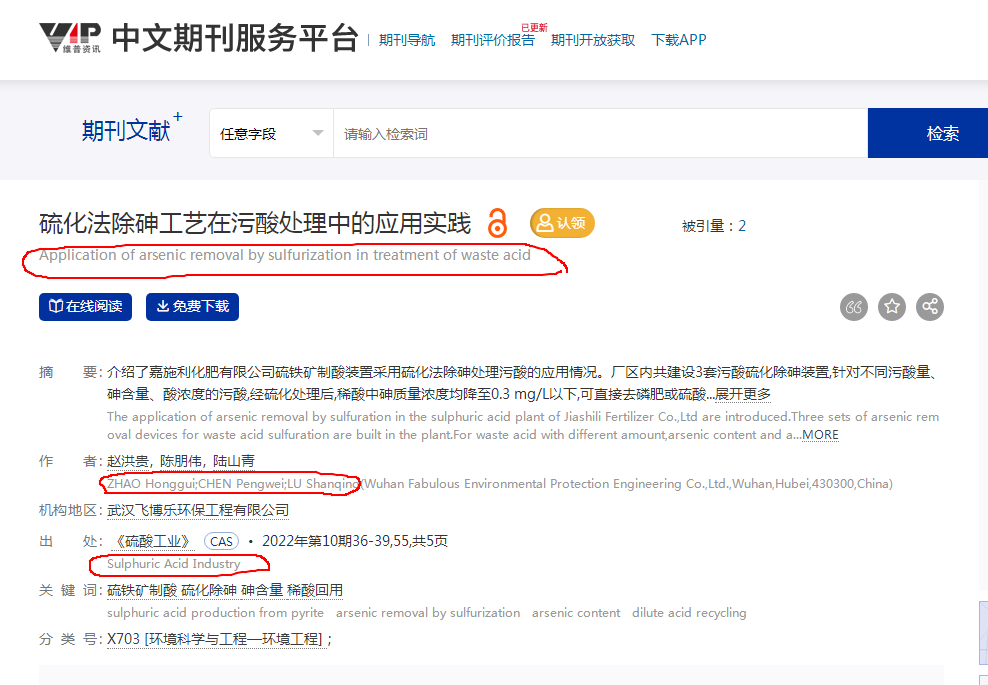 VIP 维普资讯 中文期刊服务平台 期刊导航 期刊评价报告 已更新 期刊开放获取 下载APP
期刊文献+ 任意字段 请输入检索词 检索
硫化法除砷工艺在污酸处理中的应用实践 认领 被引量：2
Application of arsenic removal by sulfurization in treatment of waste acid
在线阅读 免费下载
摘 要：介绍了嘉施利化肥有限公司硫铁矿制酸装置采用硫化法除砷处理污酸的应用情况。厂区内共建设3套污酸硫化除砷装置,针对不同污酸量、
砷含量、酸浓度的污酸,经硫化处理后,稀酸中砷质量浓度均降至0.3 mg/L以下,可直接去磷肥或硫酸...展开更多
The application of arsenic removal by sulfuration in the sulphuric acid plant of Jiashili Fertilizer Co.,Ltd are introduced.Three sets of arsenic rem
oval devices for waste acid sulfuration are built in the plant.For waste acid with different amount,arsenic content and a...MORE
作 者：赵洪贵，陈朋伟，陆山青
ZHAO Honggui;CHEN Pengwei;LU Shanqing(Wuhan Fabulous Environmental Protection Engineering Co.,Ltd.,Wuhan,Hubei,430300,China)
机构地区：武汉飞博乐环保工程有限公司
出 处：《硫酸工业》 CAS • 2022年第10期36-39,55,共5页
Sulphuric Acid Industry
关 键 词：硫铁矿制酸 硫化除砷 砷含量 稀酸回用
sulphuric acid production from pyrite arsenic removal by sulfurization arsenic content dilute acid recycling
分 类 号：X703 [环境科学与工程—环境工程]；